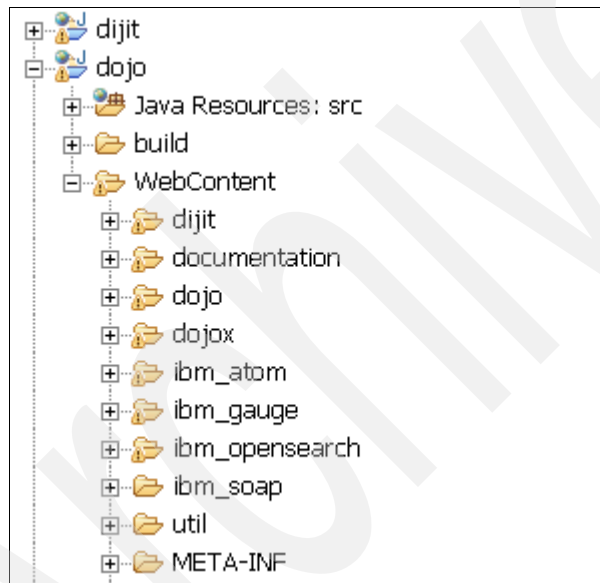 dijit
dojo
Java Resources: src
build
WebContent
dijit
documentation
dojo
dojox
ibm_atom
ibm_gauge
ibm_opensearch
ibm_soap
util
META-INF